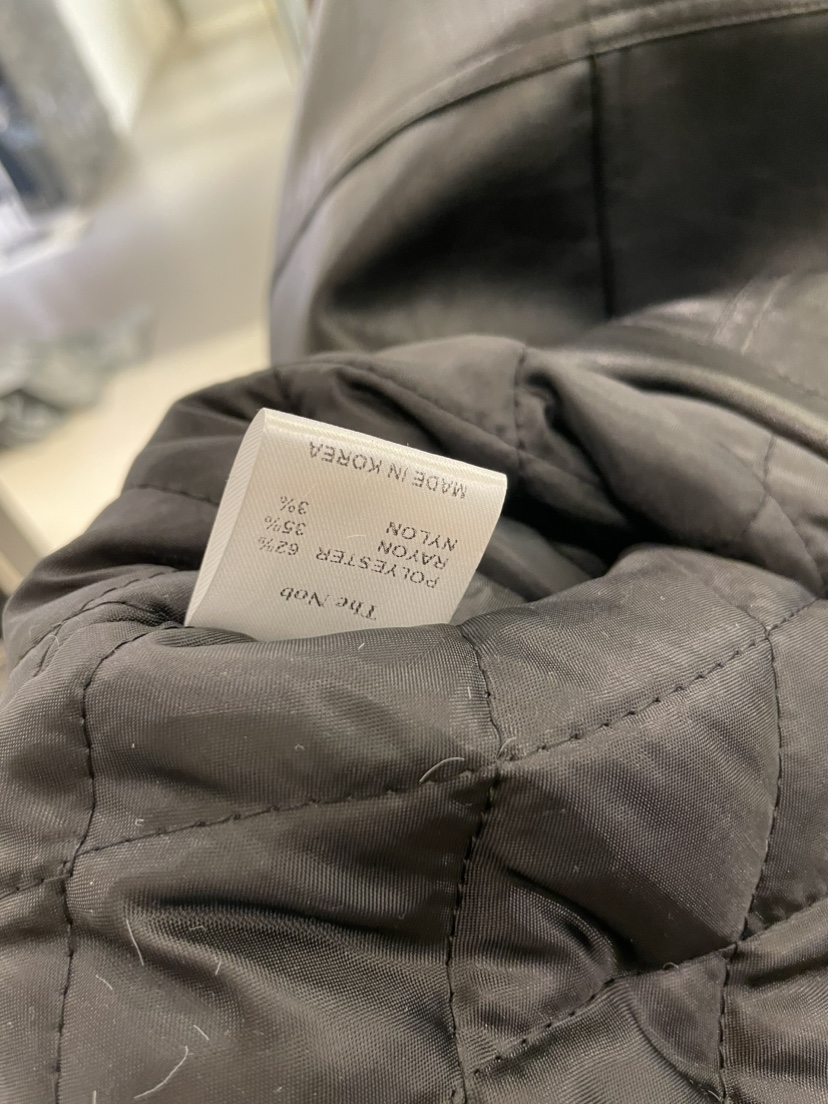 The Nob
POLYESTER 62%
RAYON 35%
NYLON 3%
MADE IN KOREA